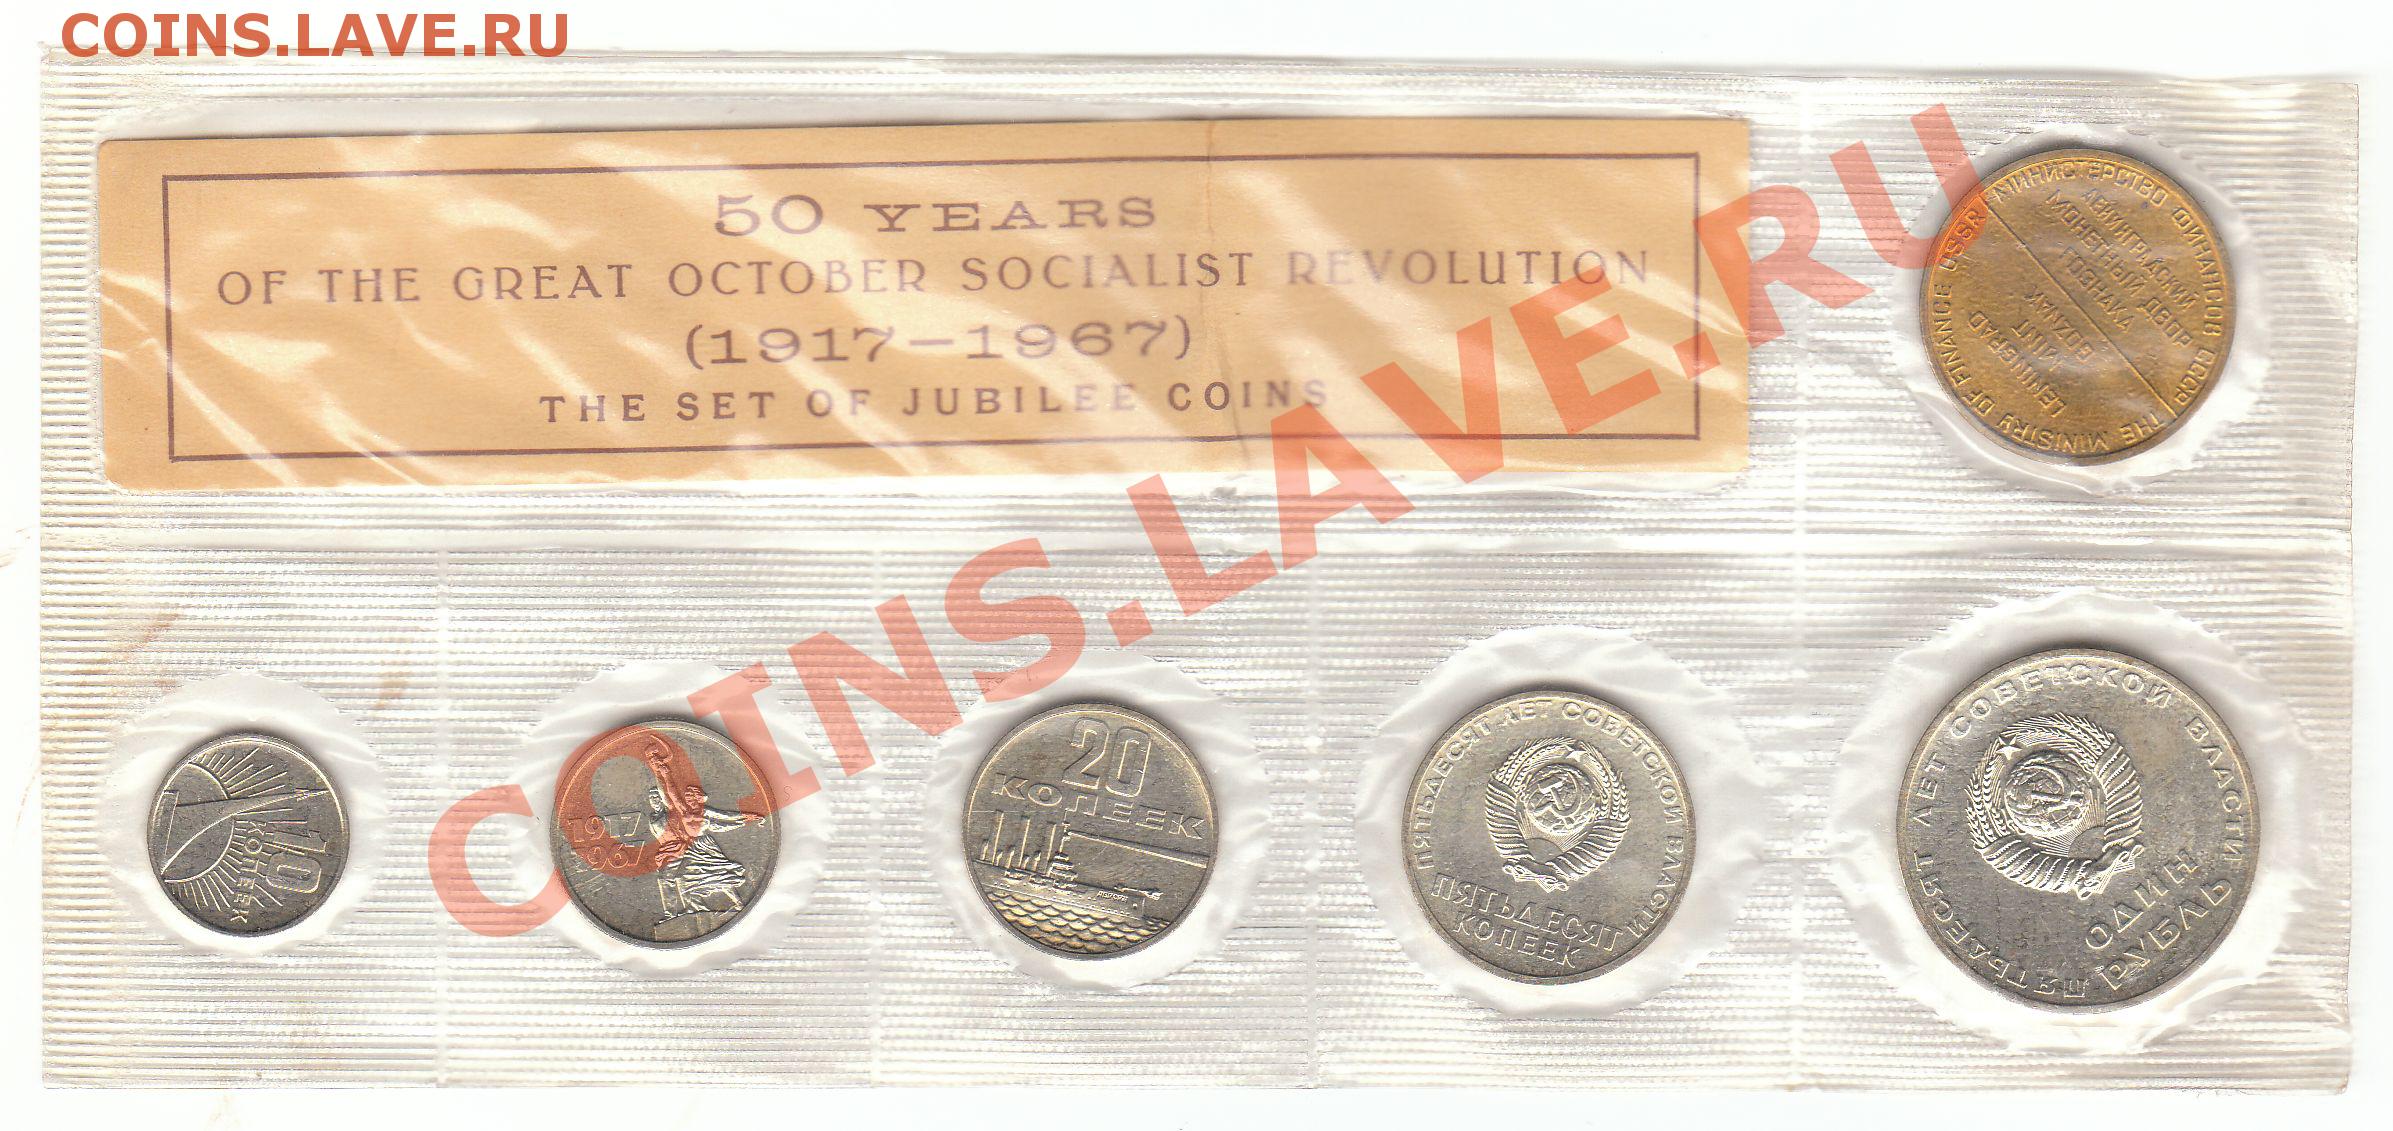 COINS.LAVE.RU
50 YEARS
OF THE GREAT OCTOBER SOCIALIST REVOLUTION
(1917—1967)
THE SET OF JUBILEE COINS
МИНИСТЕРСТВО ФИНАНСОВ СССР
ЛЕНИНГРАДСКИЙ
МОНЕТНЫЙ ДВОР
ГОЗНАКА
THE MINISTRY OF FINANCE USSR
LENINGRAD
MINT
GOZNAK
COINS.LAVE.RU
10
КОПЕЕК
1917
1967
20
КОПЕЕК
АВРОРА
ПЯТЬДЕСЯТ ЛЕТ СОВЕТСКОЙ ВЛАСТИ
ПЯТЬДЕСЯТ
КОПЕЕК
ПЯТЬДЕСЯТ ЛЕТ СОВЕТСКОЙ ВЛАСТИ
ОДИН
РУБЛЬ